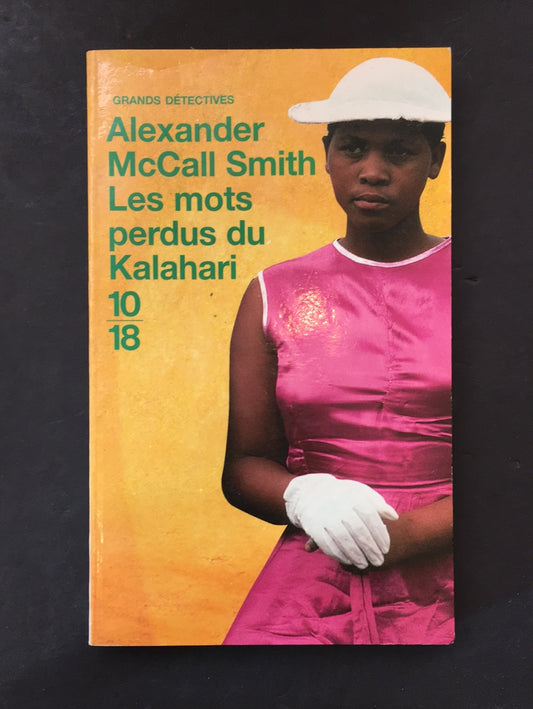 GRANDS DÉTECTIVES
Alexander
McCall Smith
Les mots
perdus du
Kalahari
10
18